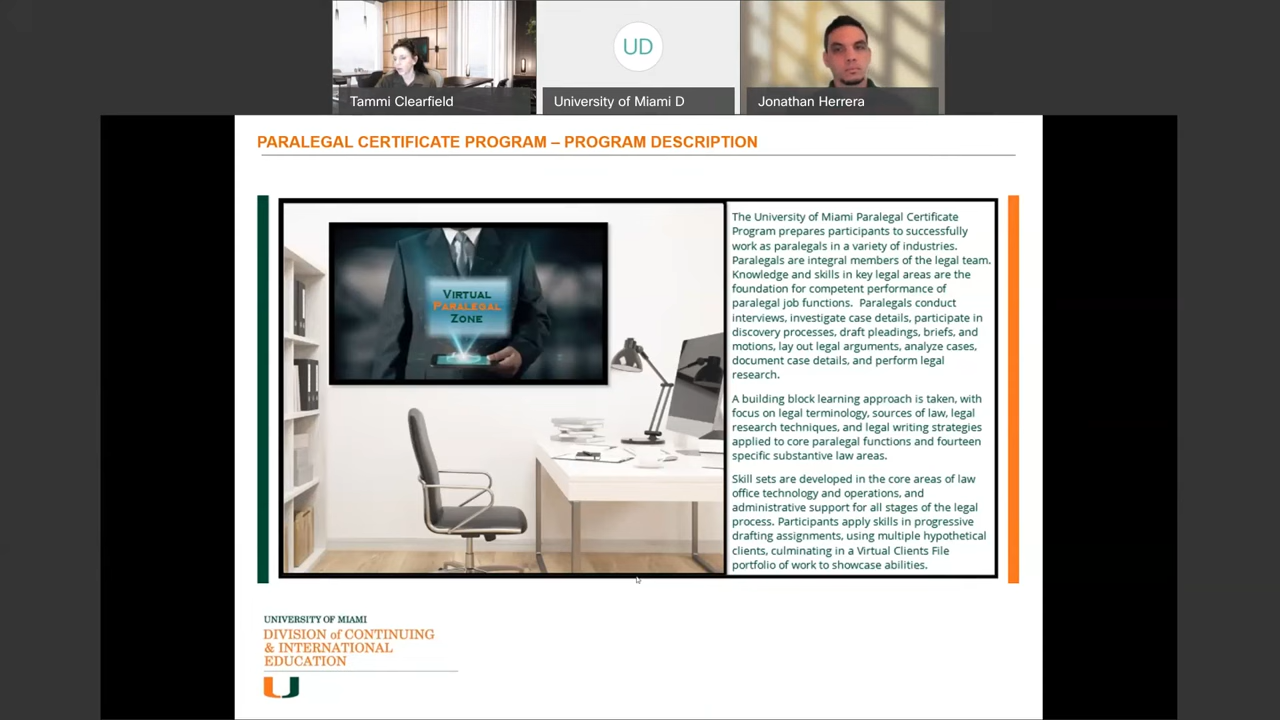 UD
Tammi Clearfield
University of Miami D
Jonathan Herrera
PARALEGAL CERTIFICATE PROGRAM – PROGRAM DESCRIPTION
VIRTUAL
PARALEGAL
ZONE
The University of Miami Paralegal Certificate
Program prepares participants to successfully
work as paralegals in a variety of industries.
Paralegals are integral members of the legal team.
Knowledge and skills in key legal areas are the
foundation for competent performance of
paralegal job functions.  Paralegals conduct
interviews, investigate case details, participate in
discovery processes, draft pleadings, briefs, and
motions, lay out legal arguments, analyze cases,
document case details, and perform legal
research.
A building block learning approach is taken, with
focus on legal terminology, sources of law, legal
research techniques, and legal writing strategies
applied to core paralegal functions and fourteen
specific substantive law areas.
Skill sets are developed in the core areas of law
office technology and operations, and
administrative support for all stages of the legal
process. Participants apply skills in progressive
drafting assignments, using multiple hypothetical
clients, culminating in a Virtual Clients File
portfolio of work to showcase abilities.
UNIVERSITY OF MIAMI
DIVISION of CONTINUING
& INTERNATIONAL
EDUCATION